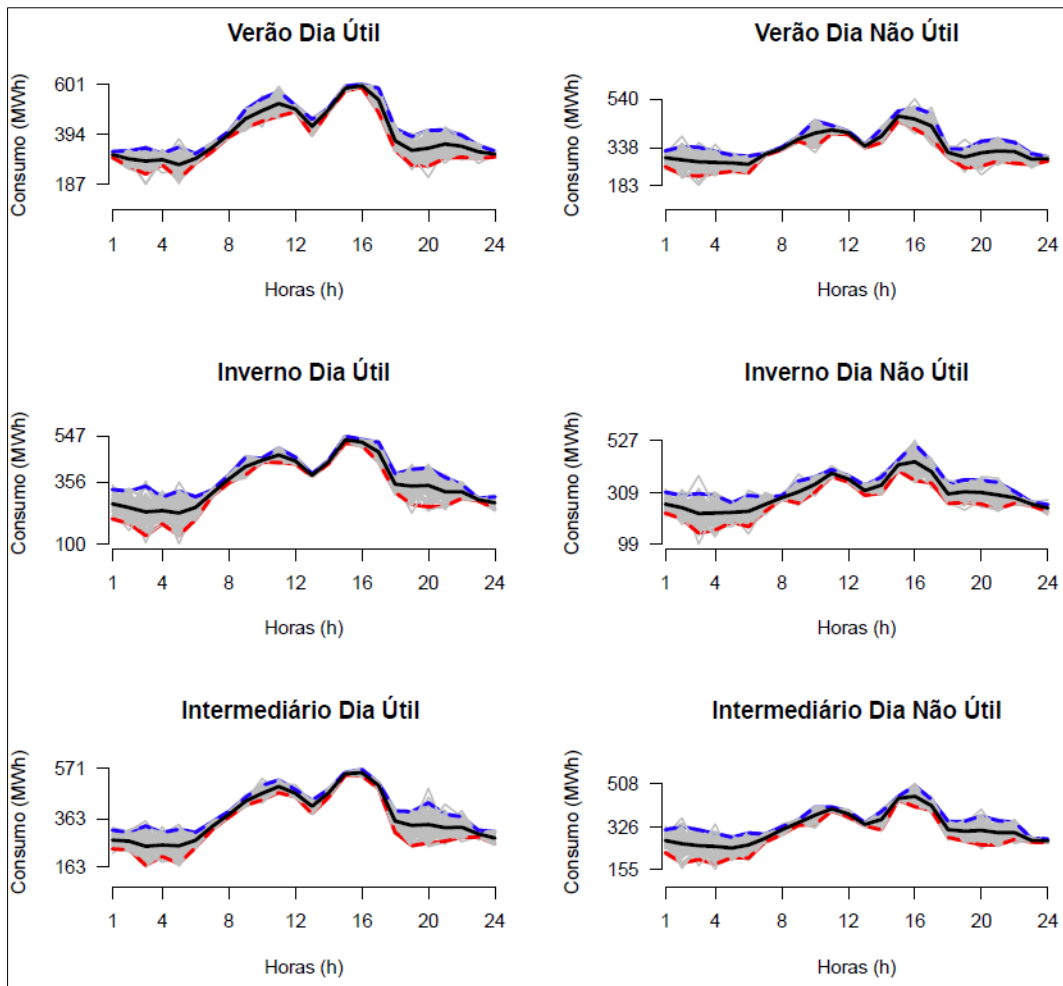 Verão Dia Útil
Consumo (MWh)
601
394
187
1 4 8 12 16 20 24
Horas (h)
Verão Dia Não Útil
Consumo (MWh)
540
338
183
1 4 8 12 16 20 24
Horas (h)
Inverno Dia Útil
Consumo (MWh)
547
356
100
1 4 8 12 16 20 24
Horas (h)
Inverno Dia Não Útil
Consumo (MWh)
527
309
99
1 4 8 12 16 20 24
Horas (h)
Intermediário Dia Útil
Consumo (MWh)
571
363
163
1 4 8 12 16 20 24
Horas (h)
Intermediário Dia Não Útil
Consumo (MWh)
508
326
155
1 4 8 12 16 20 24
Horas (h)